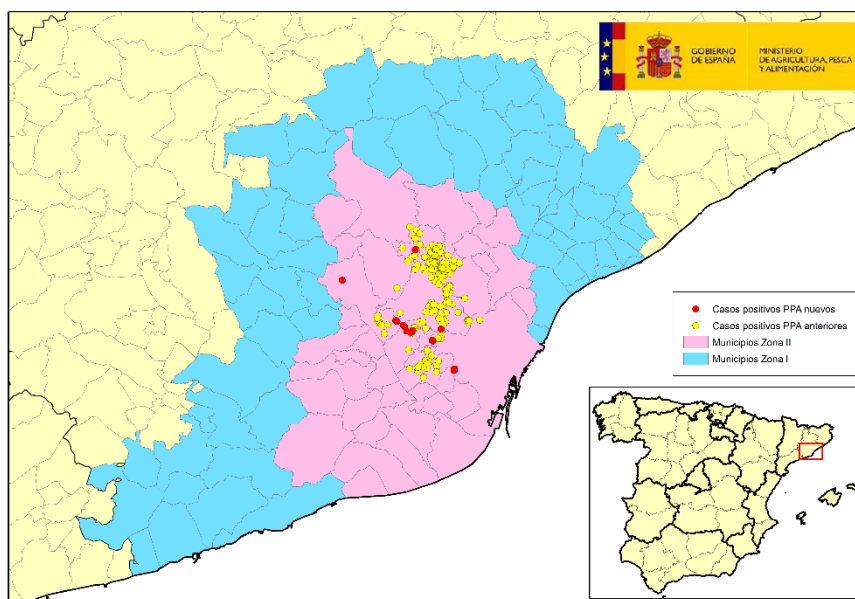 GOBIERNO
DE ESPAÑA
MINISTERIO
DE AGRICULTURA, PESCA
Y ALIMENTACIÓN
Casos positivos PPA nuevos
Casos positivos PPA anteriores
Municipios Zona II
Municipios Zona I